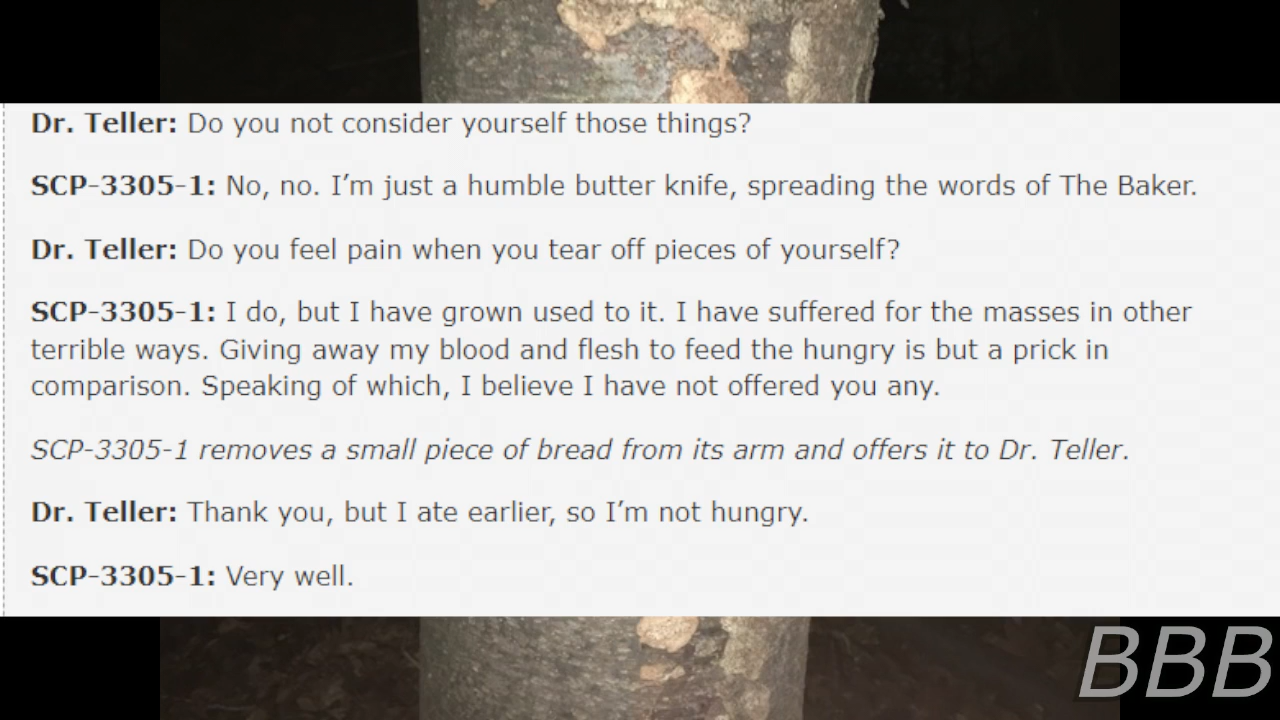 Dr. Teller: Do you not consider yourself those things?
SCP-3305-1: No, no. I’m just a humble butter knife, spreading the words of The Baker.
Dr. Teller: Do you feel pain when you tear off pieces of yourself?
SCP-3305-1: I do, but I have grown used to it. I have suffered for the masses in other
terrible ways. Giving away my blood and flesh to feed the hungry is but a prick in
comparison. Speaking of which, I believe I have not offered you any.
SCP-3305-1 removes a small piece of bread from its arm and offers it to Dr. Teller.
Dr. Teller: Thank you, but I ate earlier, so I’m not hungry.
SCP-3305-1: Very well.
BBB